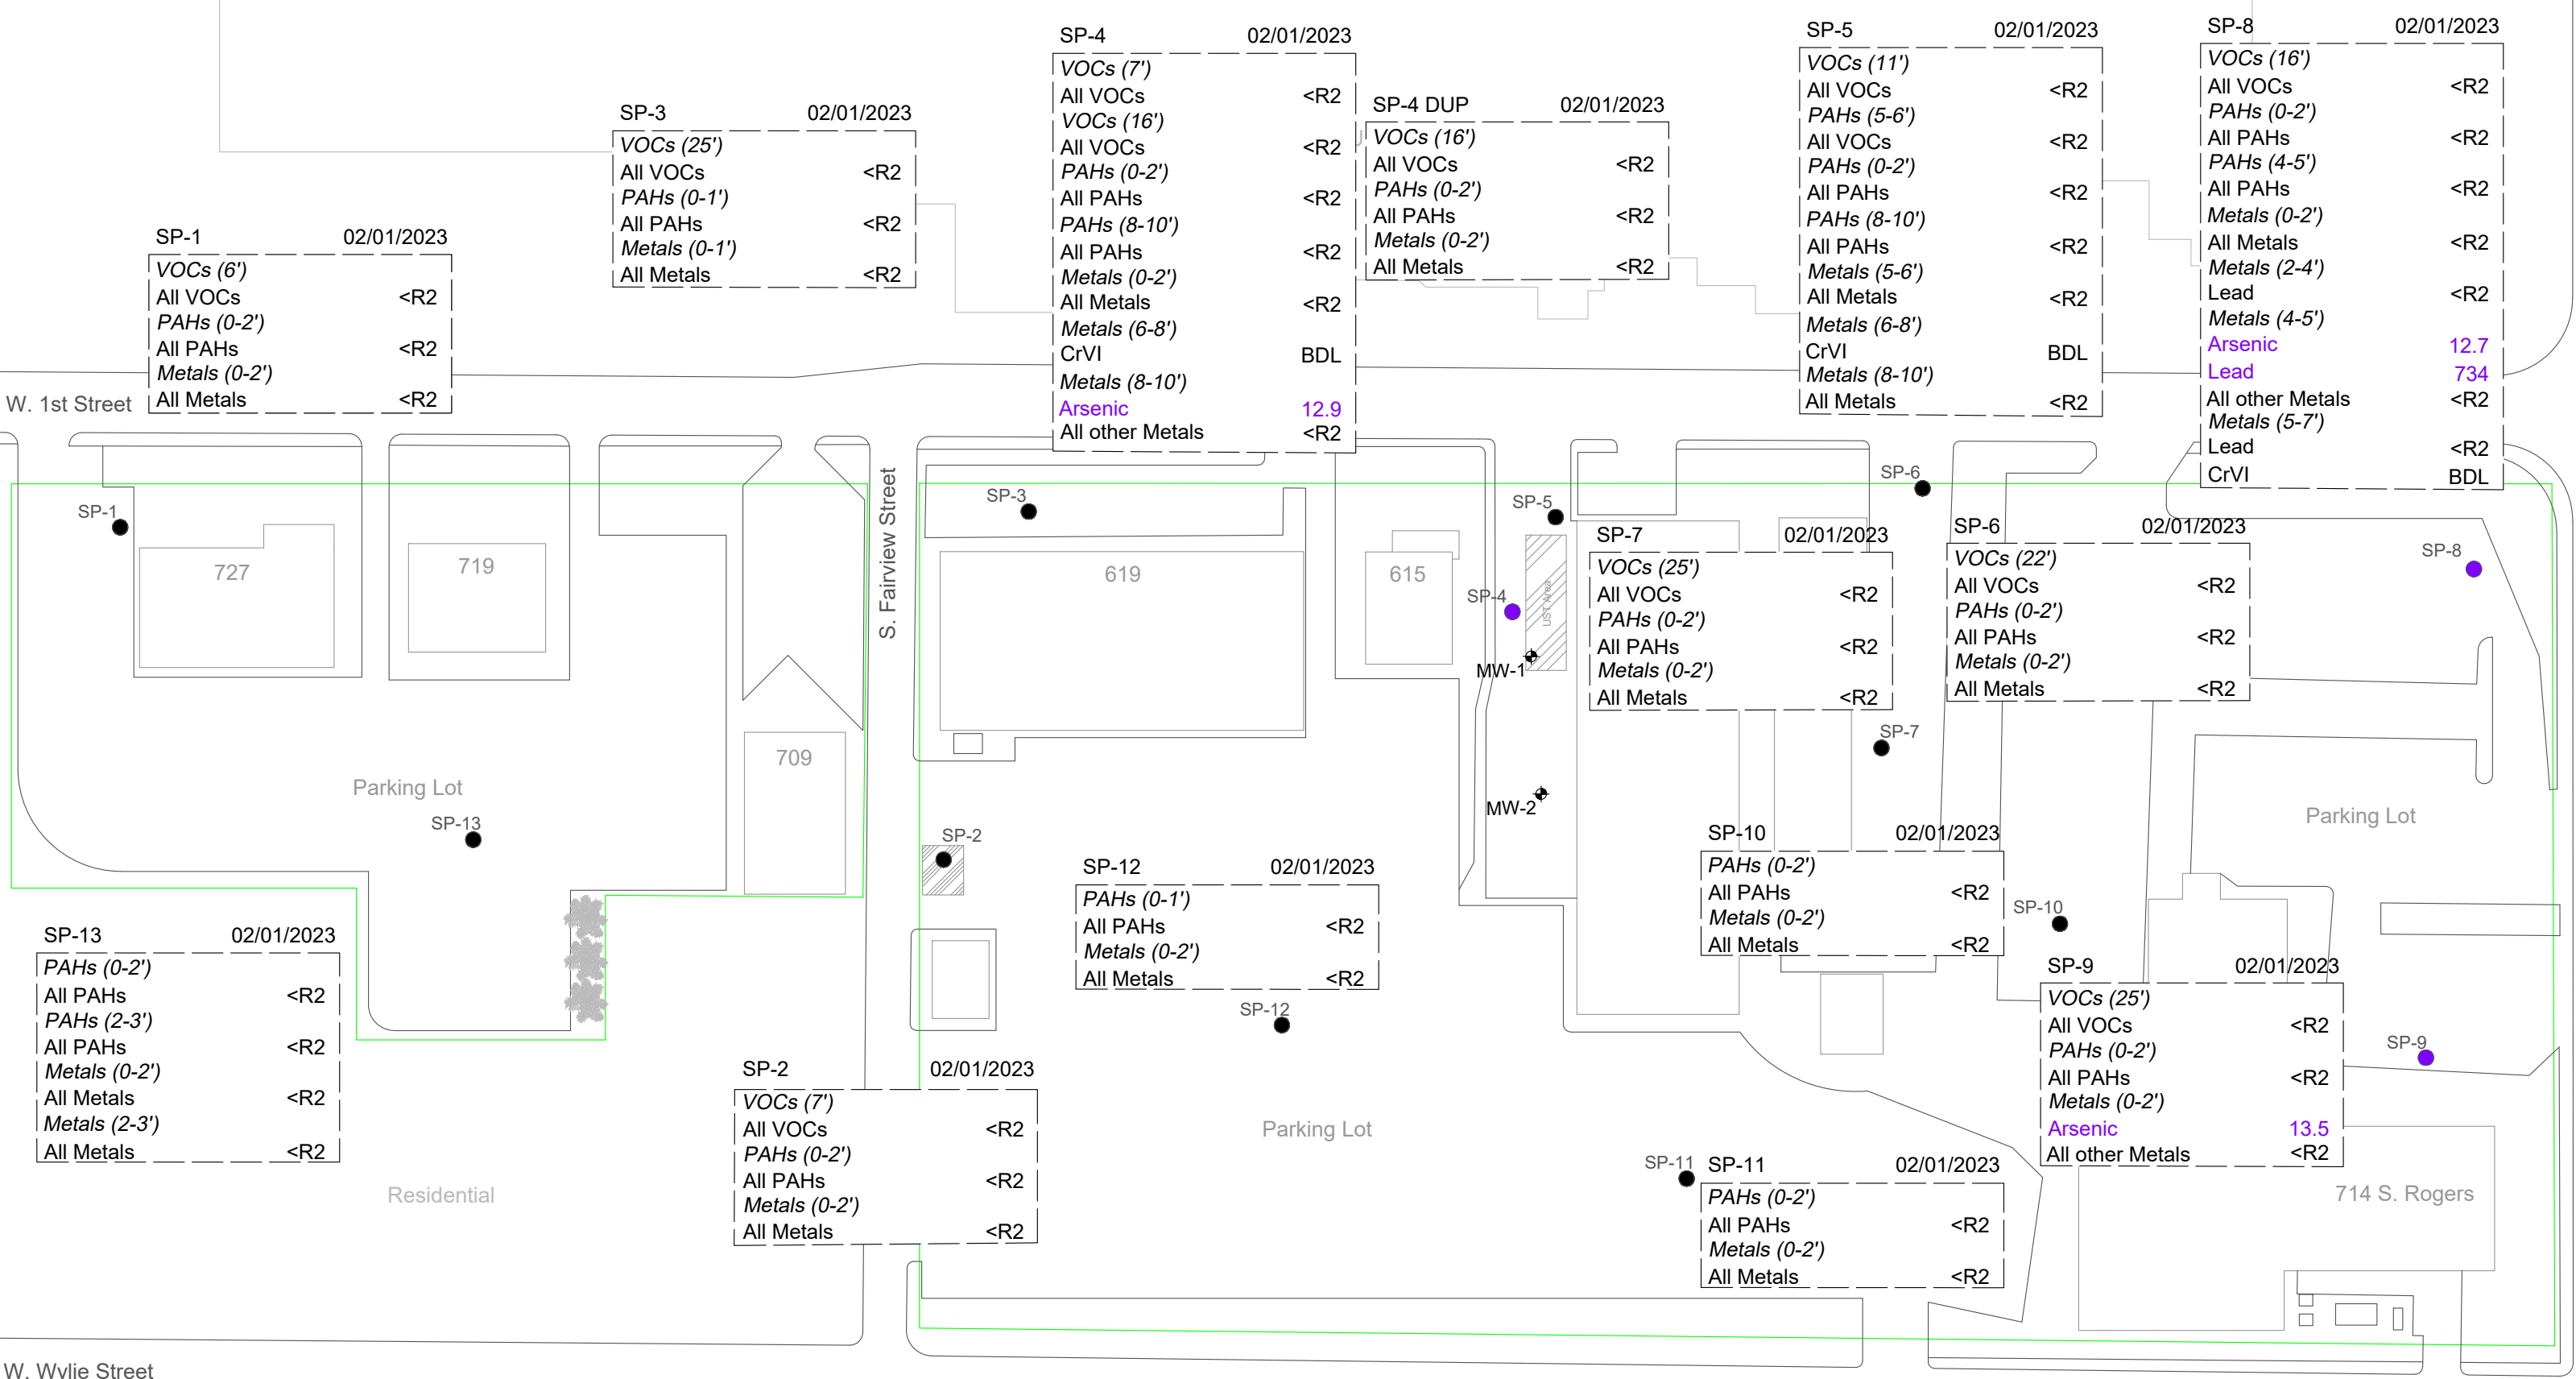 SP-8 02/01/2023
VOCs (16')
All VOCs <R2
PAHs (0-2')
All PAHs <R2
PAHs (4-5')
All PAHs <R2
Metals (0-2')
All Metals <R2
Metals (2-4')
Lead <R2
Metals (4-5')
Arsenic 12.7
Lead 734
All other Metals <R2
Metals (5-7')
Lead <R2
CrVI BDL
SP-5 02/01/2023
VOCs (11')
All VOCs <R2
PAHs (5-6')
All VOCs <R2
PAHs (0-2')
All PAHs <R2
PAHs (8-10')
All PAHs <R2
Metals (5-6')
All Metals <R2
Metals (6-8')
CrVI BDL
Metals (8-10')
All Metals <R2
SP-4 02/01/2023
VOCs (7')
All VOCs <R2
VOCs (16')
All VOCs <R2
PAHs (0-2')
All PAHs <R2
PAHs (8-10')
All PAHs <R2
Metals (0-2')
All Metals <R2
Metals (6-8')
CrVI BDL
Metals (8-10')
Arsenic 12.9
All other Metals <R2
SP-4 DUP 02/01/2023
VOCs (16')
All VOCs <R2
PAHs (0-2')
All PAHs <R2
Metals (0-2')
All Metals <R2
SP-3 02/01/2023
VOCs (25')
All VOCs <R2
PAHs (0-1')
All PAHs <R2
Metals (0-1')
All Metals <R2
SP-1 02/01/2023
VOCs (6')
All VOCs <R2
PAHs (0-2')
All PAHs <R2
Metals (0-2')
All Metals <R2
W. 1st Street
S. Fairview Street
SP-1
727
719
709
Parking Lot
SP-13
SP-3
619
615
SP-5
SP-4
UST Area
MW-1
MW-2
SP-6
SP-8
SP-7 02/01/2023
VOCs (25')
All VOCs <R2
PAHs (0-2')
All PAHs <R2
Metals (0-2')
All Metals <R2
SP-6 02/01/2023
VOCs (22')
All VOCs <R2
PAHs (0-2')
All PAHs <R2
Metals (0-2')
All Metals <R2
SP-7
Parking Lot
SP-2
SP-12 02/01/2023
PAHs (0-1')
All PAHs <R2
Metals (0-2')
All Metals <R2
SP-12
SP-10 02/01/2023
PAHs (0-2')
All PAHs <R2
Metals (0-2')
All Metals <R2
SP-10
SP-9 02/01/2023
VOCs (25')
All VOCs <R2
PAHs (0-2')
All PAHs <R2
Metals (0-2')
Arsenic 13.5
All other Metals <R2
SP-9
SP-13 02/01/2023
PAHs (0-2')
All PAHs <R2
PAHs (2-3')
All PAHs <R2
Metals (0-2')
All Metals <R2
Metals (2-3')
All Metals <R2
Residential
SP-2 02/01/2023
VOCs (7')
All VOCs <R2
PAHs (0-2')
All PAHs <R2
Metals (0-2')
All Metals <R2
Parking Lot
SP-11
SP-11 02/01/2023
PAHs (0-2')
All PAHs <R2
Metals (0-2')
All Metals <R2
714 S. Rogers
W. Wylie Street